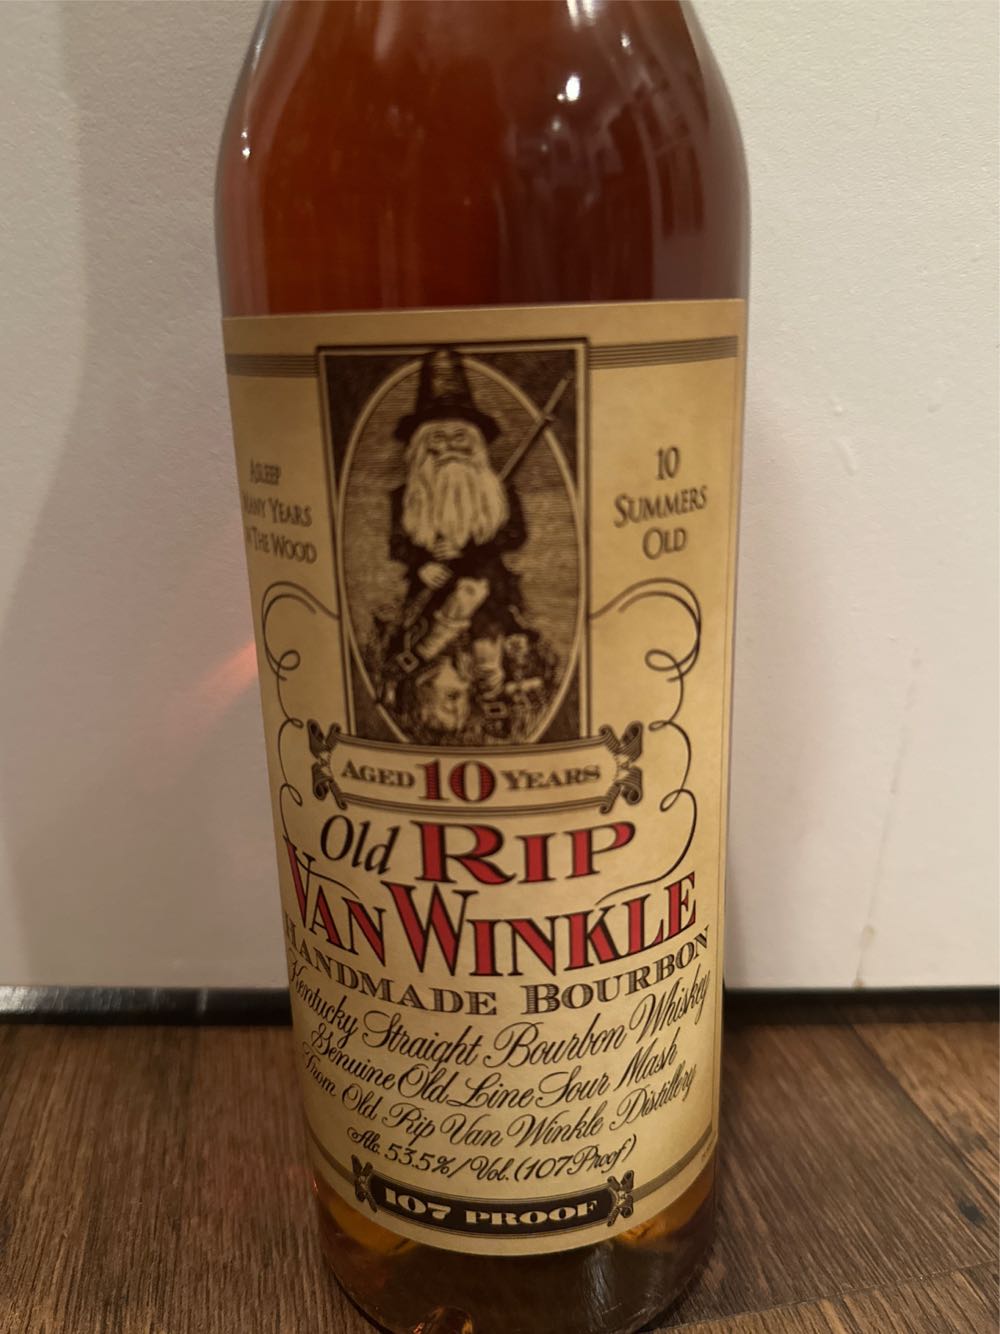 ASLEEP
MANY YEARS
IN THE WOOD
10
SUMMERS
OLD
AGED 10 YEARS
Old RIP
VAN WINKLE
HANDMADE BOURBON
Kentucky Straight Bourbon Whiskey
Genuine Old Line Sour Mash
From Old Rip Van Winkle Distillery
Alc. 53.5%/Vol. (107 Proof)
107 PROOF